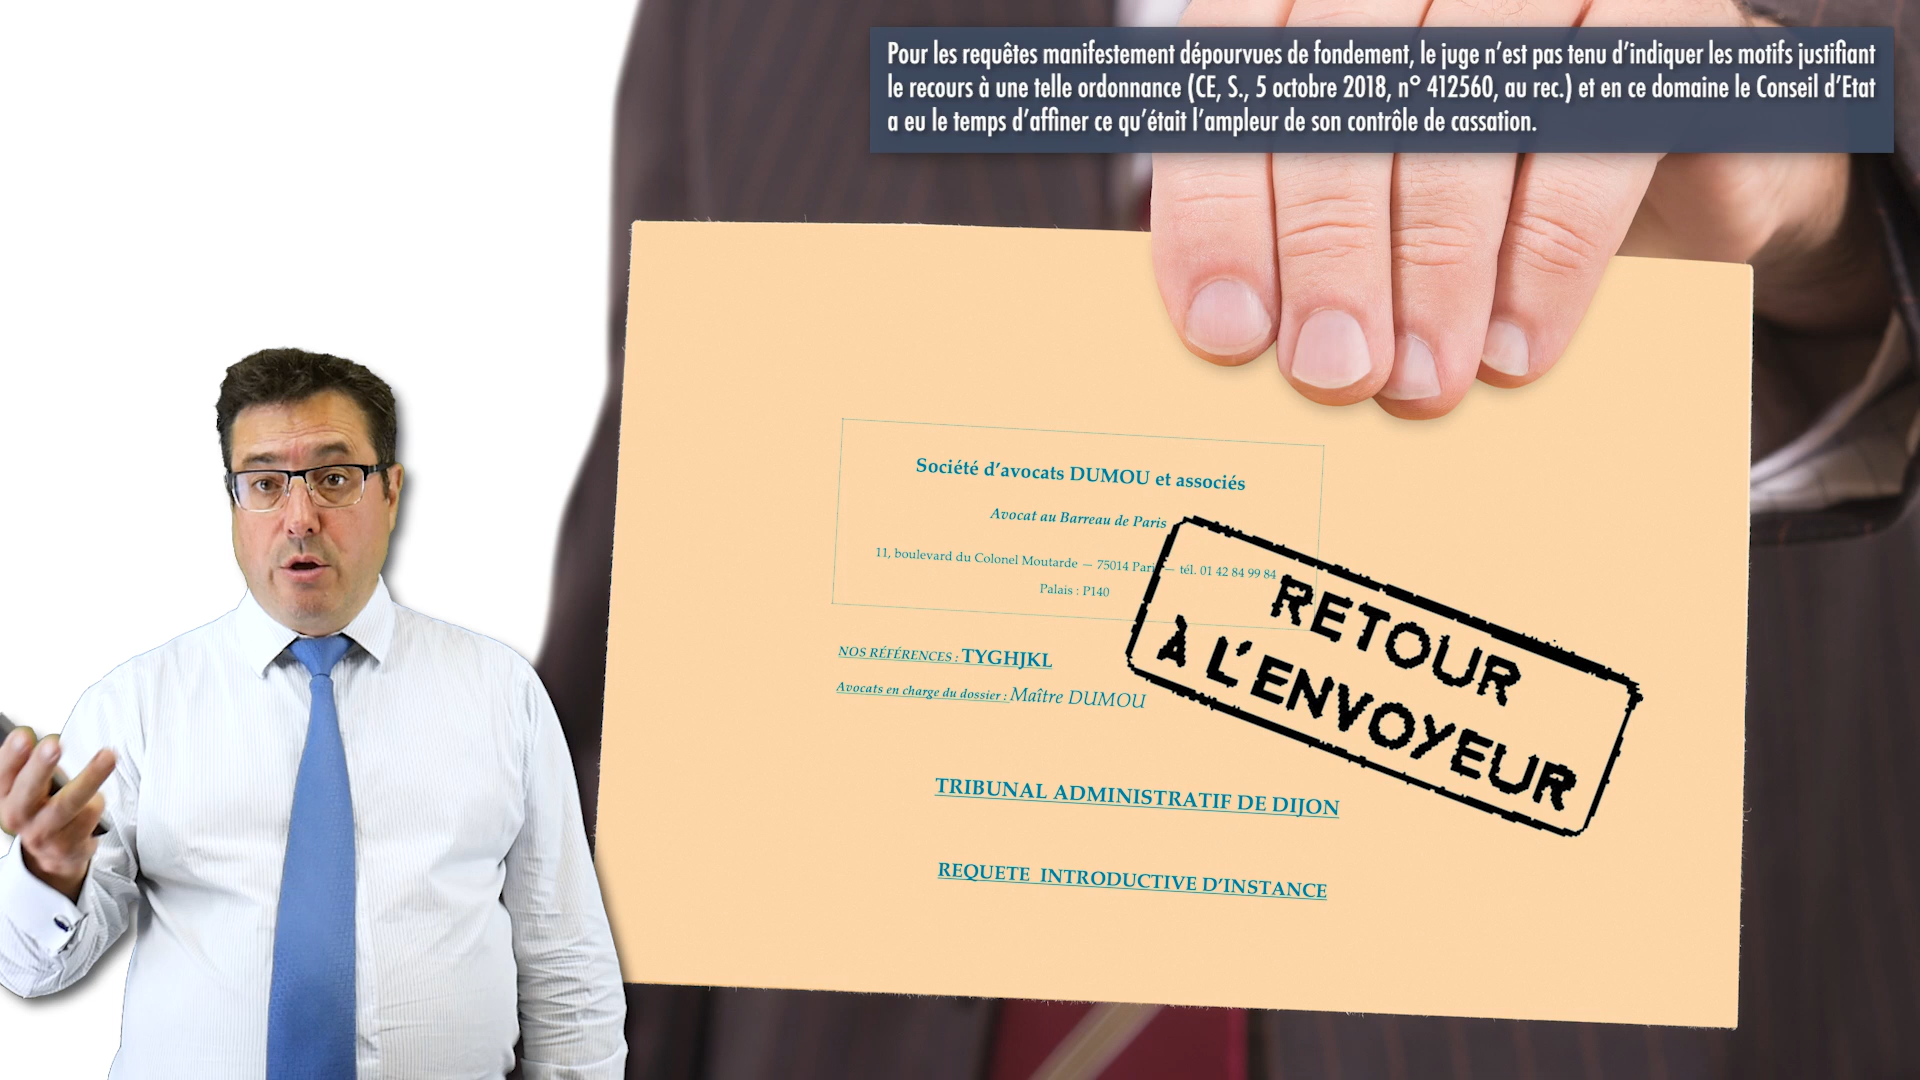 Pour les requêtes manifestement dépourvues de fondement, le juge n’est pas tenu d’indiquer les motifs justifiant
le recours à une telle ordonnance (CE, S., 5 octobre 2018, n° 412560, au rec.) et en ce domaine le Conseil d’Etat
a eu le temps d’affiner ce qu’était l’ampleur de son contrôle de cassation.
Société d’avocats DUMOU et associés
Avocat au Barreau de Paris
11, boulevard du Colonel Moutarde — 75014 Paris — tél. 01 42 84 99 84
Palais : P140
RETOUR
À L’ENVOYEUR
NOS RÉFÉRENCES : TYGHJKL
Avocats en charge du dossier : Maître DUMOU
TRIBUNAL ADMINISTRATIF DE DIJON
REQUETE INTRODUCTIVE D’INSTANCE